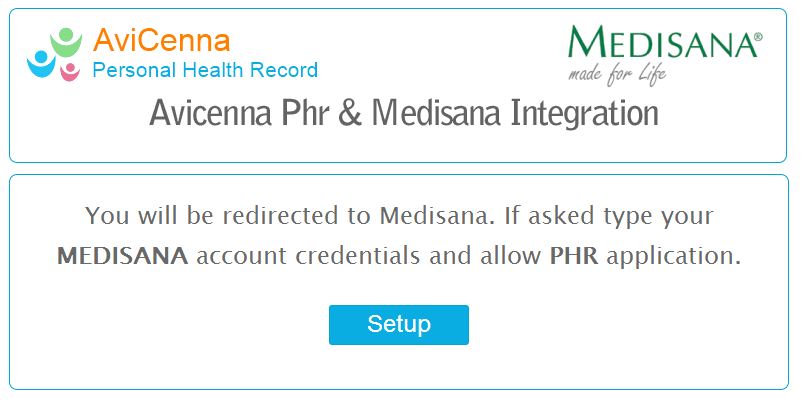 AviCenna
Personal Health Record
MEDISANA®
made for Life
Avicenna Phr & Medisana Integration
You will be redirected to Medisana. If asked type your
MEDISANA account credentials and allow PHR application.
Setup